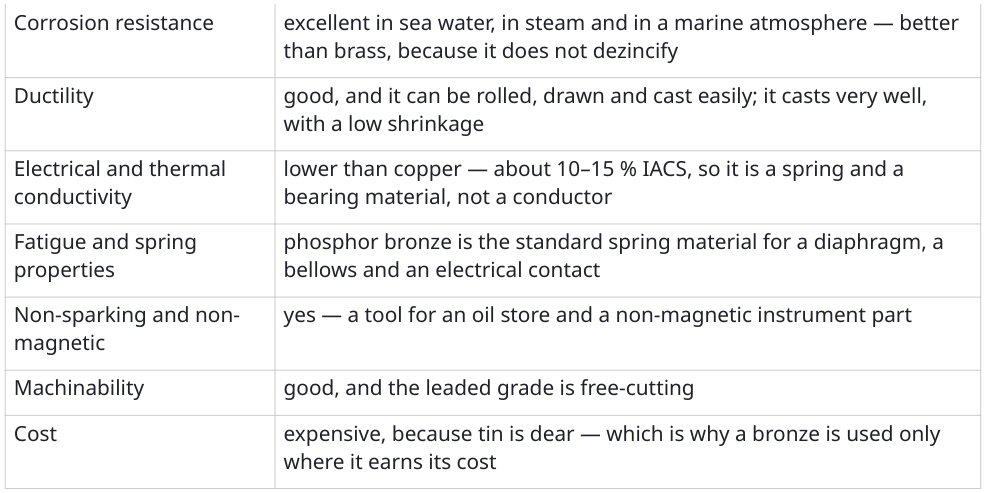 Corrosion resistance
excellent in sea water, in steam and in a marine atmosphere — better
than brass, because it does not dezincify
Ductility
good, and it can be rolled, drawn and cast easily; it casts very well,
with a low shrinkage
Electrical and thermal
conductivity
lower than copper — about 10–15 % IACS, so it is a spring and a
bearing material, not a conductor
Fatigue and spring
properties
phosphor bronze is the standard spring material for a diaphragm, a
bellows and an electrical contact
Non-sparking and non-
magnetic
yes — a tool for an oil store and a non-magnetic instrument part
Machinability
good, and the leaded grade is free-cutting
Cost
expensive, because tin is dear — which is why a bronze is used only
where it earns its cost